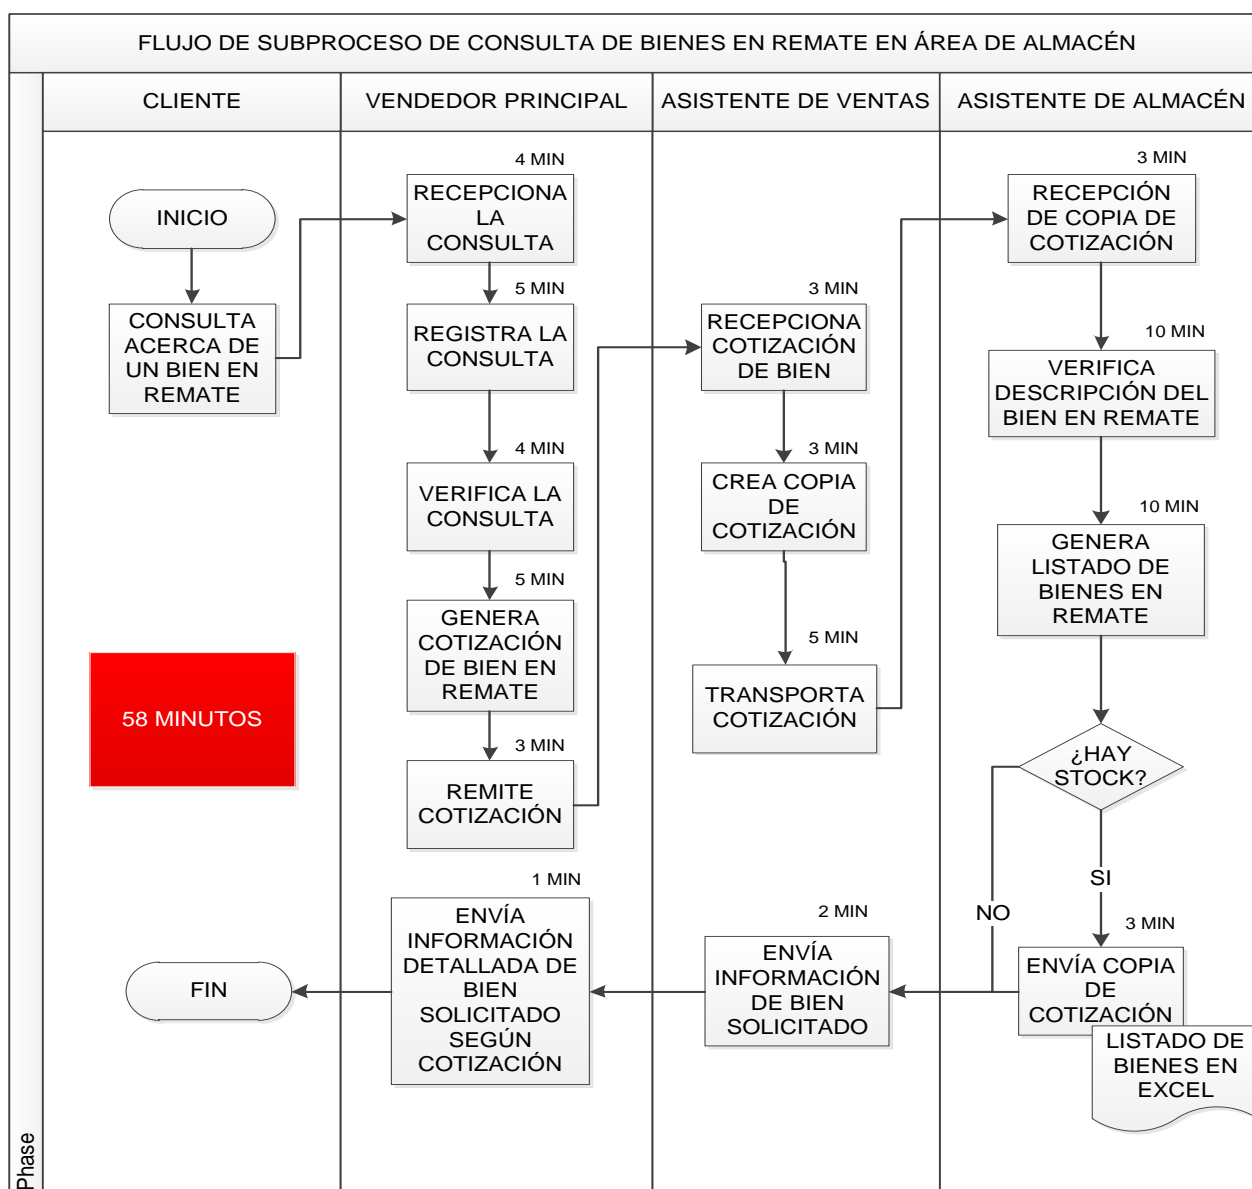 FLUJO DE SUBPROCESO DE CONSULTA DE BIENES EN REMATE EN ÁREA DE ALMACÉN
CLIENTE
VENDEDOR PRINCIPAL
ASISTENTE DE VENTAS
ASISTENTE DE ALMACÉN
Phase
INICIO
CONSULTA
ACERCA DE
UN BIEN EN
REMATE
58 MINUTOS
FIN
4 MIN
RECEPCIONA
LA
CONSULTA
5 MIN
REGISTRA LA
CONSULTA
4 MIN
VERIFICA LA
CONSULTA
5 MIN
GENERA
COTIZACIÓN
DE BIEN EN
REMATE
3 MIN
REMITE
COTIZACIÓN
1 MIN
ENVÍA
INFORMACIÓN
DETALLADA DE
BIEN
SOLICITADO
SEGÚN
COTIZACIÓN
3 MIN
RECEPCIONA
COTIZACIÓN
DE BIEN
3 MIN
CREA COPIA
DE
COTIZACIÓN
5 MIN
TRANSPORTA
COTIZACIÓN
2 MIN
ENVÍA
INFORMACIÓN
DE BIEN
SOLICITADO
3 MIN
RECEPCIÓN
DE COPIA DE
COTIZACIÓN
10 MIN
VERIFICA
DESCRIPCIÓN DEL
BIEN EN REMATE
10 MIN
GENERA
LISTADO DE
BIENES EN
REMATE
¿HAY
STOCK?
SI
NO
3 MIN
ENVÍA COPIA
DE
COTIZACIÓN
LISTADO DE
BIENES EN
EXCEL